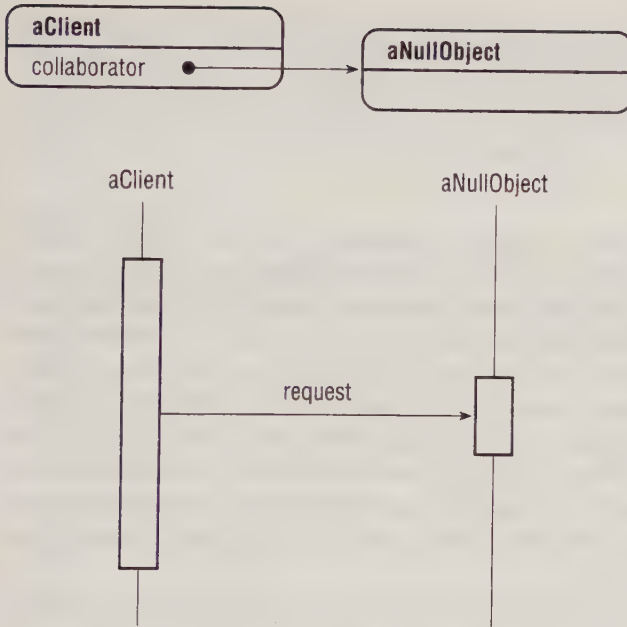 aClient
collaborator
aNullObject
aClient
aNullObject
request